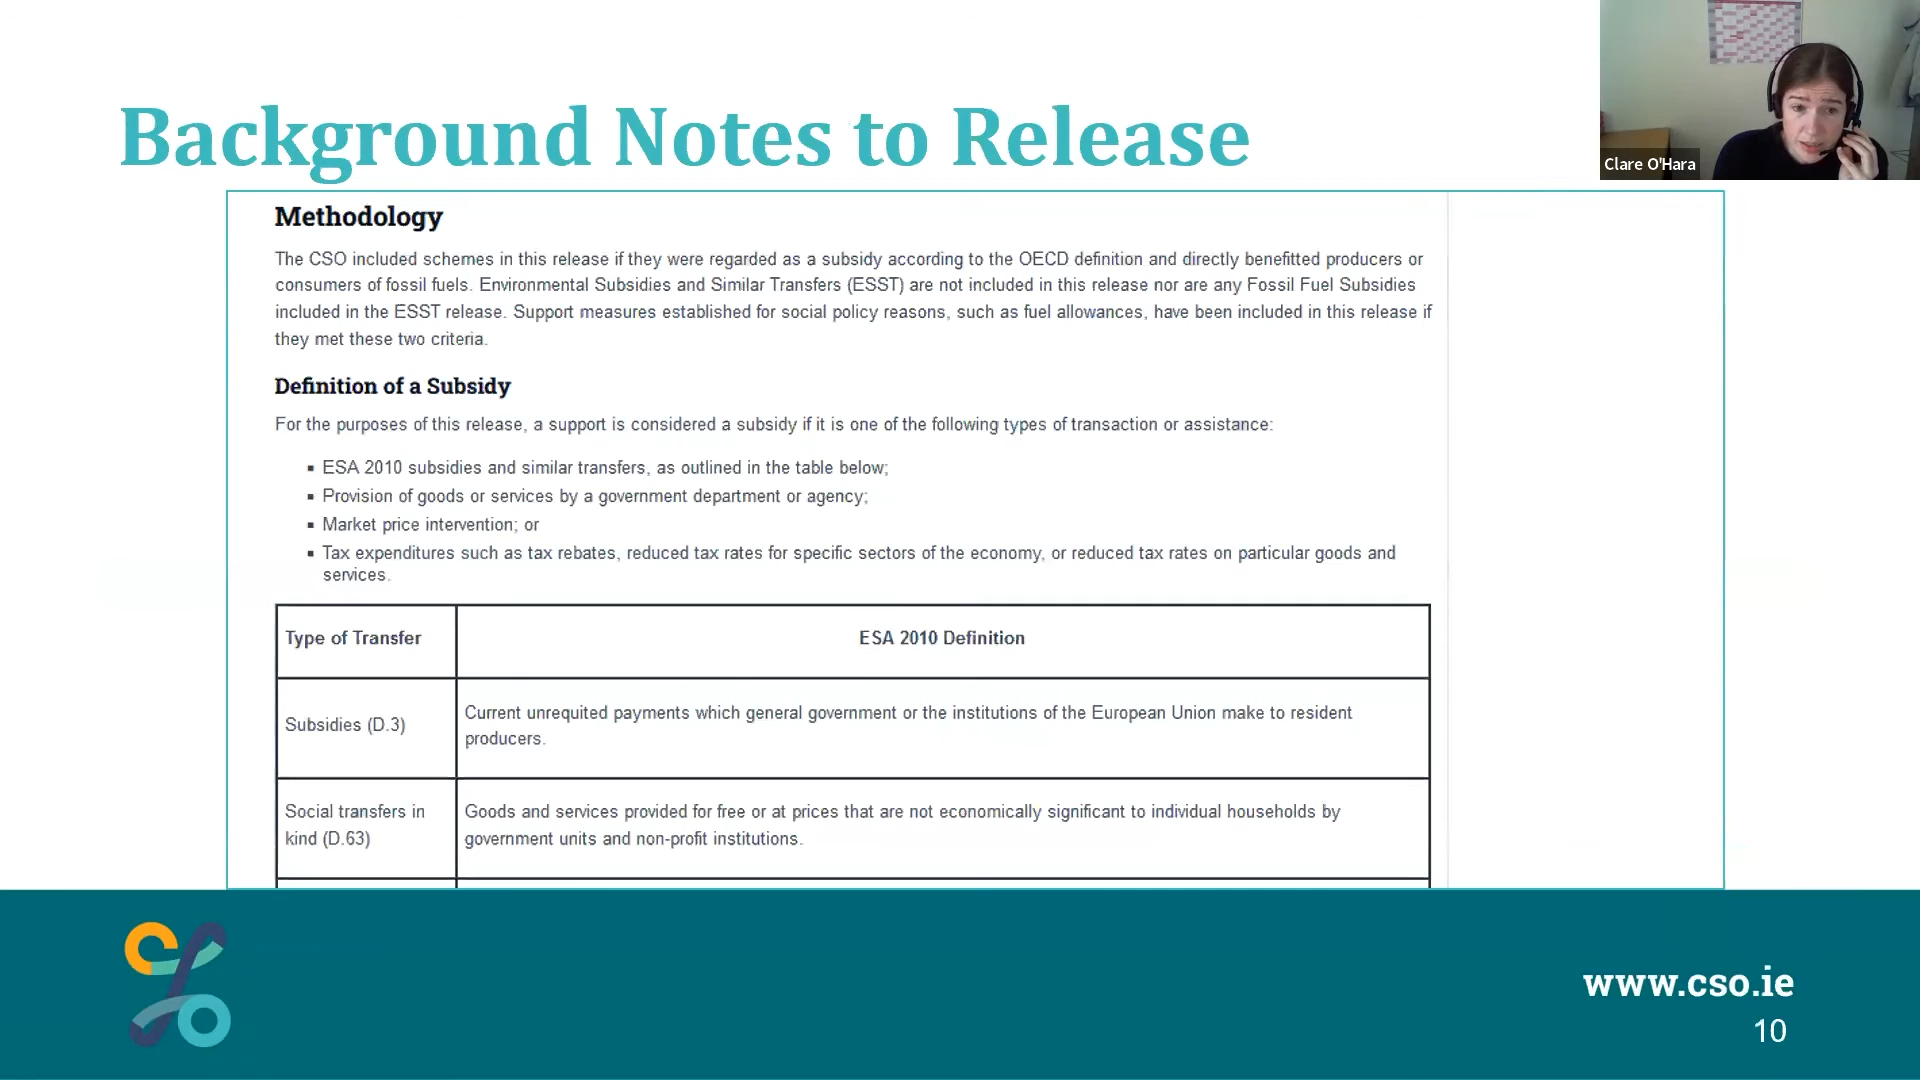 Background Notes to Release
Clare O'Hara
Methodology
The CSO included schemes in this release if they were regarded as a subsidy according to the OECD definition and directly benefitted producers or
consumers of fossil fuels. Environmental Subsidies and Similar Transfers (ESST) are not included in this release nor are any Fossil Fuel Subsidies
included in the ESST release. Support measures established for social policy reasons, such as fuel allowances, have been included in this release if
they met these two criteria.
Definition of a Subsidy
For the purposes of this release, a support is considered a subsidy if it is one of the following types of transaction or assistance:
▪ ESA 2010 subsidies and similar transfers, as outlined in the table below;
▪ Provision of goods or services by a government department or agency;
▪ Market price intervention; or
▪ Tax expenditures such as tax rebates, reduced tax rates for specific sectors of the economy, or reduced tax rates on particular goods and
services.
Type of Transfer
ESA 2010 Definition
Subsidies (D.3)
Current unrequited payments which general government or the institutions of the European Union make to resident
producers.
Social transfers in
kind (D.63)
Goods and services provided for free or at prices that are not economically significant to individual households by
government units and non-profit institutions.
www.cso.ie
10